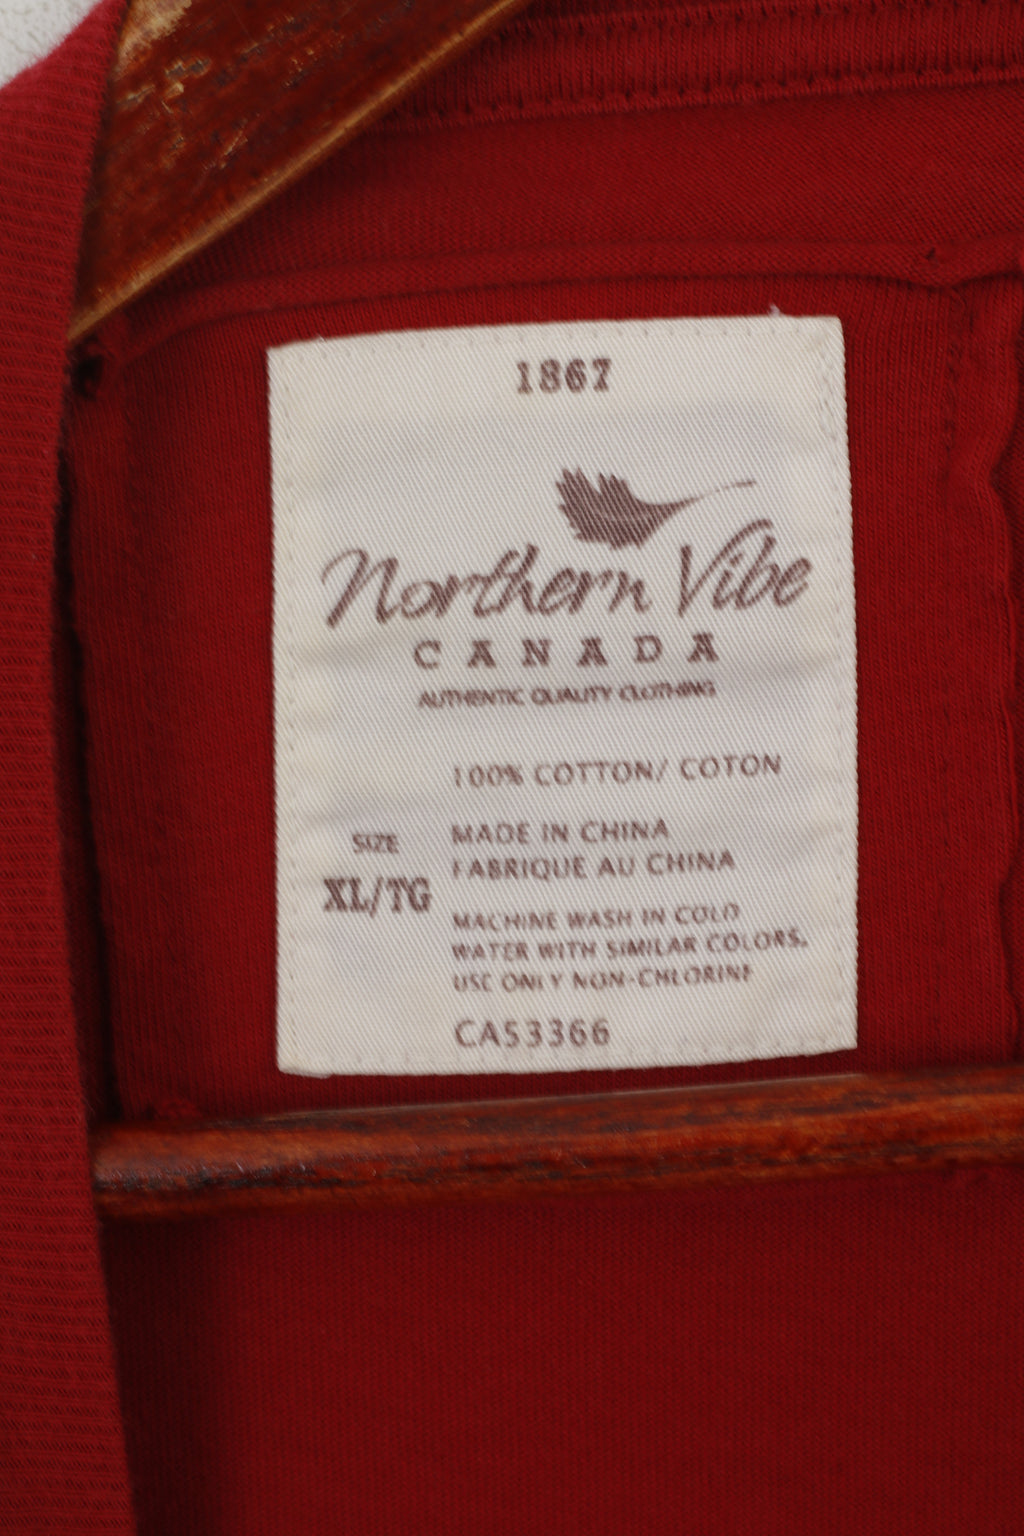 1867
Northern Vibe
CANADA
AUTHENTIC QUALITY CLOTHING
100% COTTON/ COTON
SIZE
XL/TG
MADE IN CHINA
FABRIQUE AU CHINA
MACHINE WASH IN COLD
WATER WITH SIMILAR COLORS.
USE ONLY NON-CHLORINE
CA53366